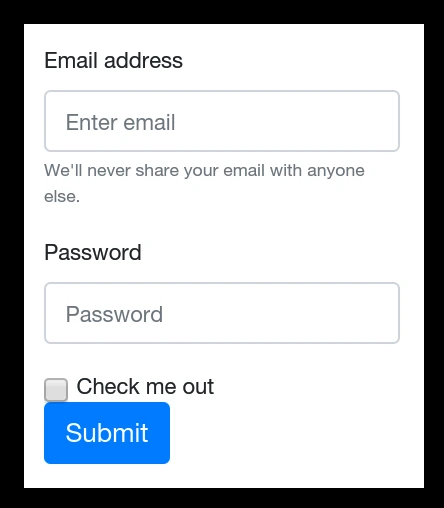 Email address
Enter email
We'll never share your email with anyone
else.
Password
Password
Check me out
Submit